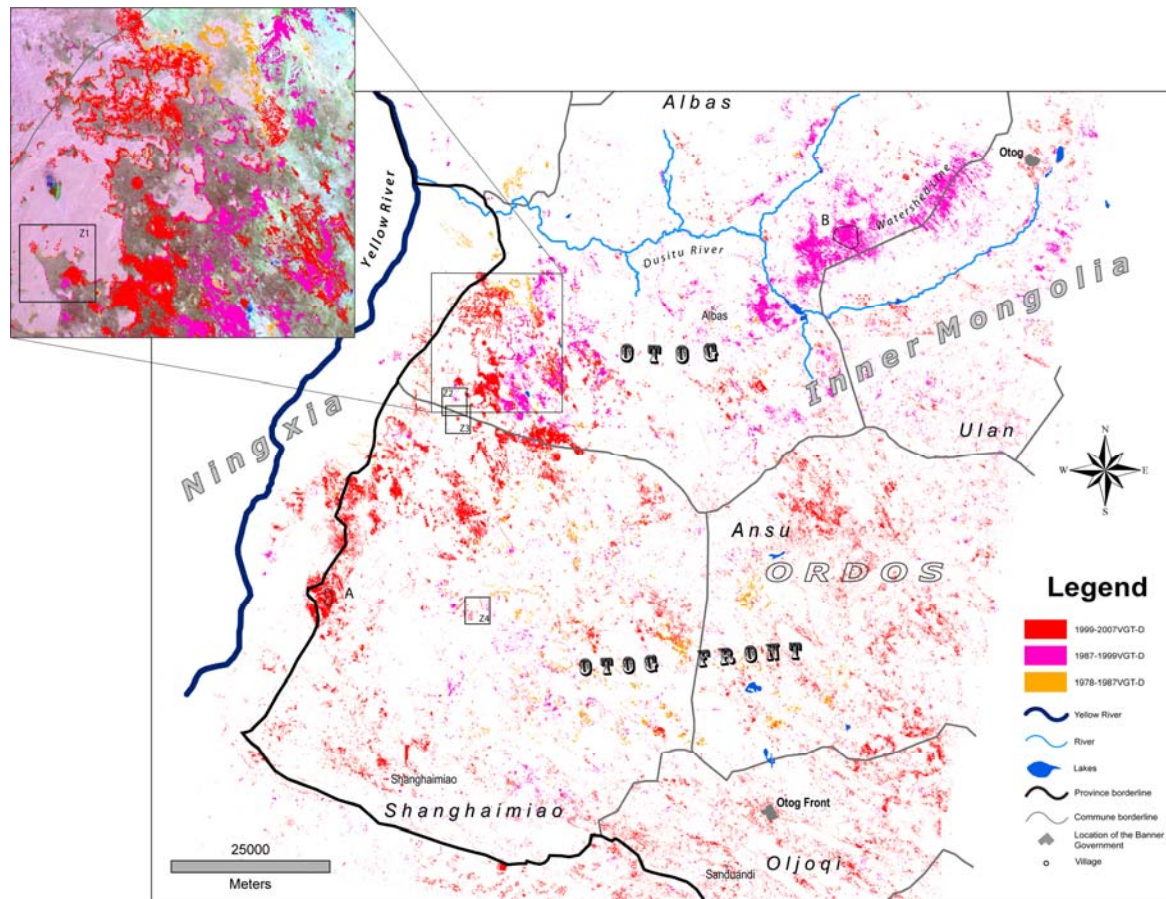 Z1
Albas
Otog
Yellow River
Watershed Line
B
Dusitu River
Albas
Inner Mongolia
OTOG
Z2
Z3
Ningxia
Ulan
N
W
E
S
Ansu
ORDOS
A
Z4
OTOG FRONT
Legend
1999-2007VGT-D
1987-1999VGT-D
1978-1987VGT-D
Yellow River
River
Lakes
Province borderline
Commune borderline
Location of the Banner
Government
Village
Shanghaimiao
Shanghaimiao
Otog Front
25000
Meters
Oljoqi
Sanduandi